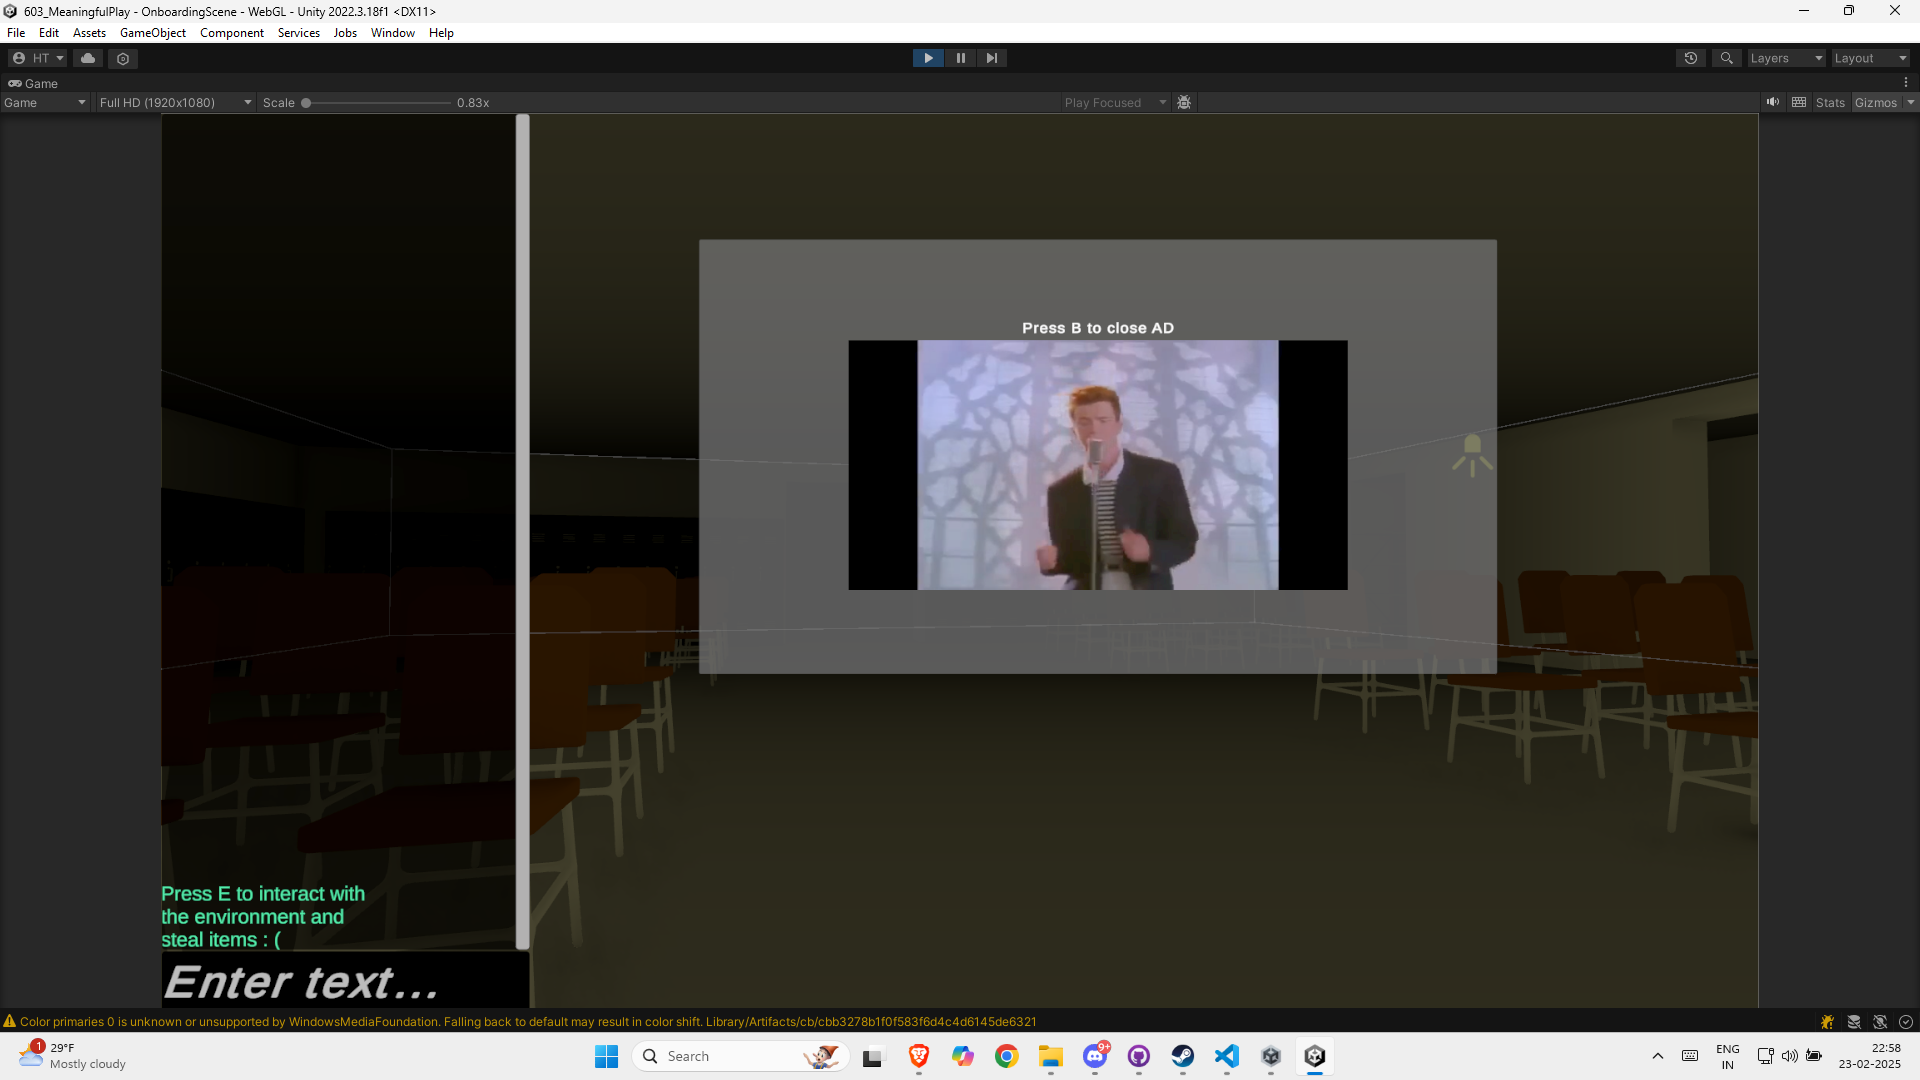 603_MeaningfulPlay - OnboardingScene - WebGL - Unity 2022.3.18f1 <DX11>
File Edit Assets GameObject Component Services Jobs Window Help
HT
Layers
Layout
Game
Game
Full HD (1920x1080)
Scale
0.83x
Play Focused
Stats
Gizmos
Press B to close AD
Press E to interact with
the environment and
steal items : (
Enter text...
Color primaries 0 is unknown or unsupported by WindowsMediaFoundation. Falling back to default may result in color shift. Library/Artifacts/cb/cbb3278b1f0f583f6d4c4d6145de6321
1
29°F
Mostly cloudy
Search
9+
ENG
IN
22:58
23-02-2025